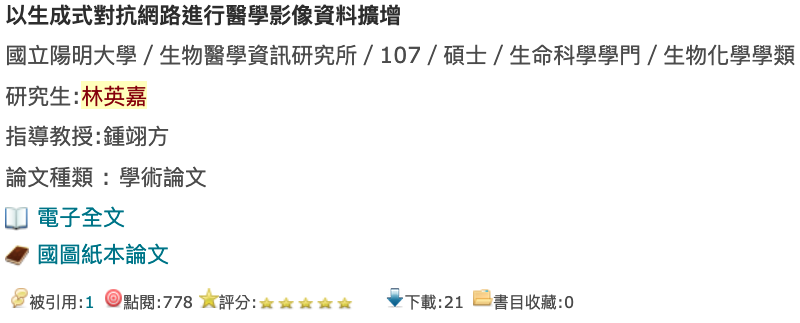 以生成式對抗網路進行醫學影像資料擴增
國立陽明大學 / 生物醫學資訊研究所 / 107 / 碩士 / 生命科學學門 / 生物化學學類
研究生:林英嘉
指導教授:鍾翊方
論文種類 : 學術論文
電子全文
國圖紙本論文
被引用:1 點閱:778 評分: 下載:21 書目收藏:0